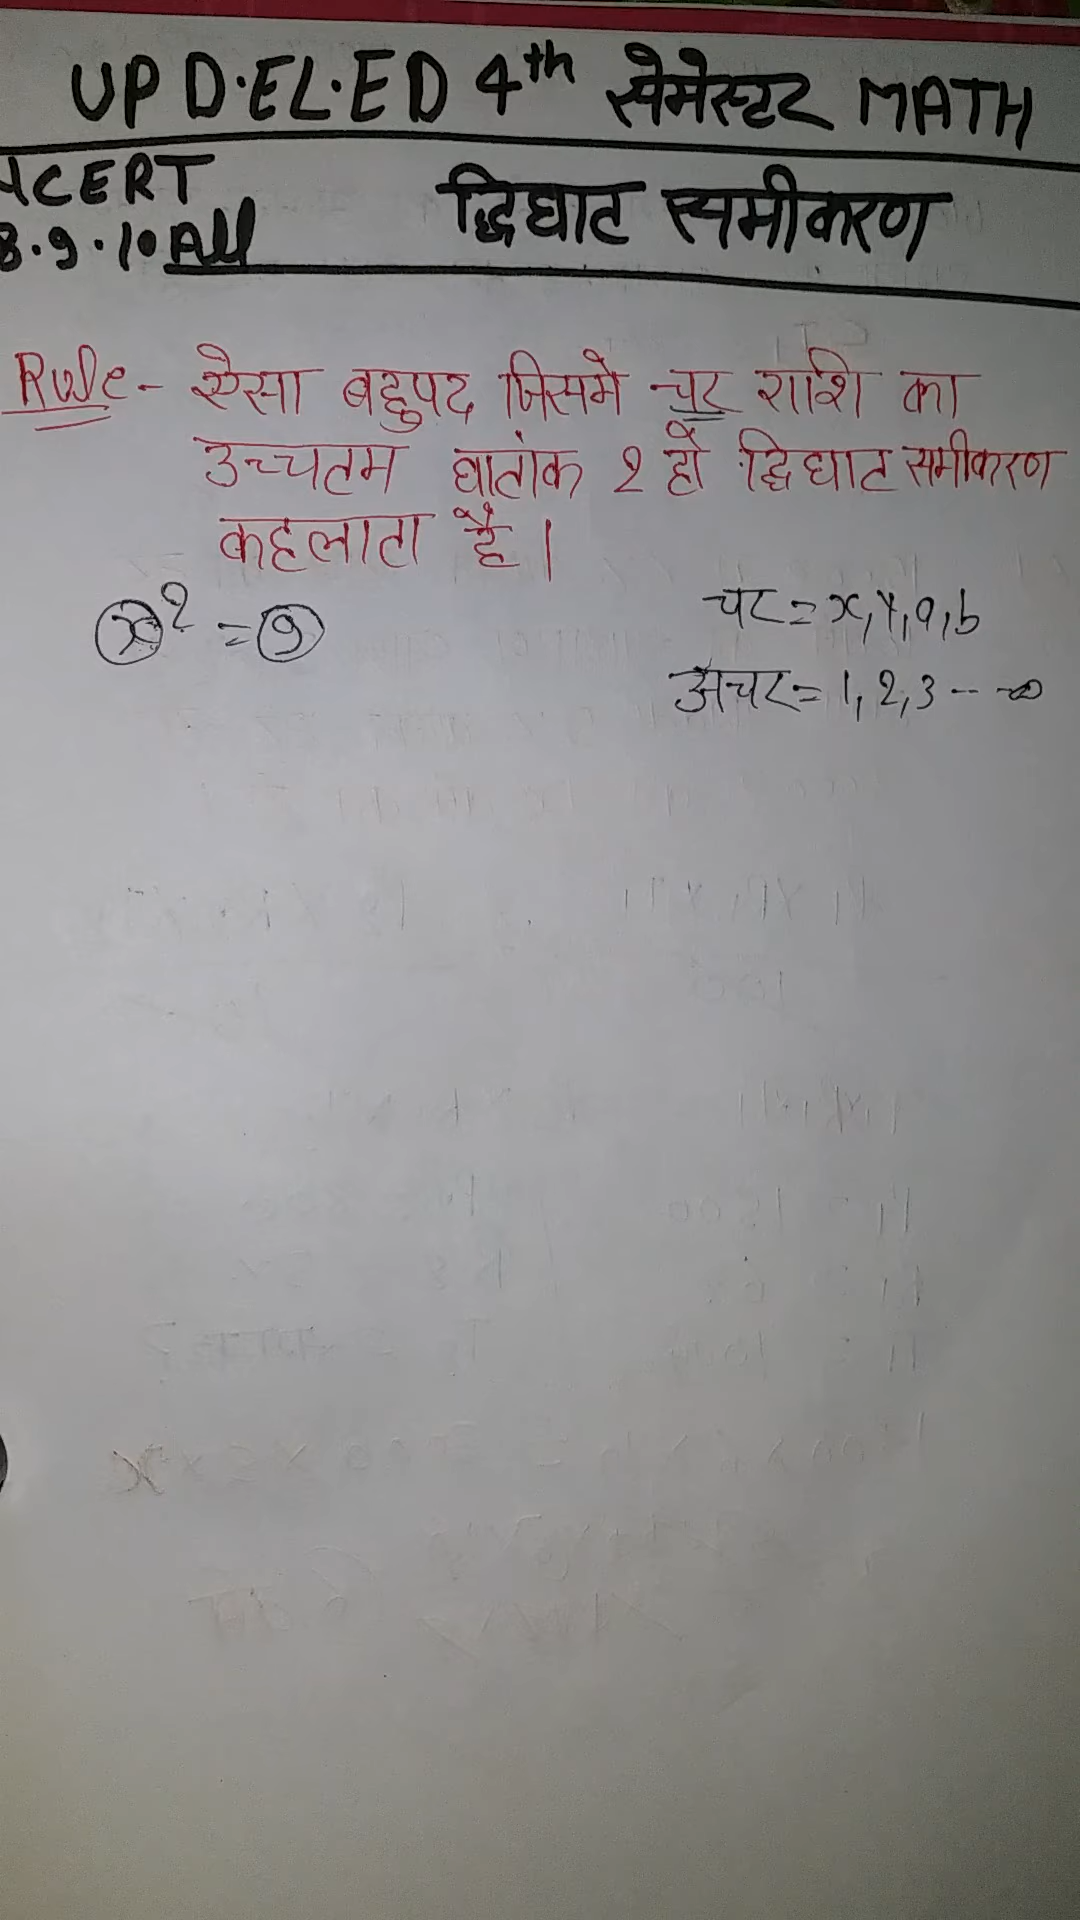 UP D.EL.ED 4th सेमेस्टर MATH
NCERT
8.9.10 All
द्विघात समीकरण
Rule - ऐसा बहुपद जिसमे चर राशि का
उच्चतम घातांक 2 हो द्विघात समीकरण
कहलाता है।
x² = 9
चर = x, y, a, b
अचर = 1, 2, 3 -- ∞